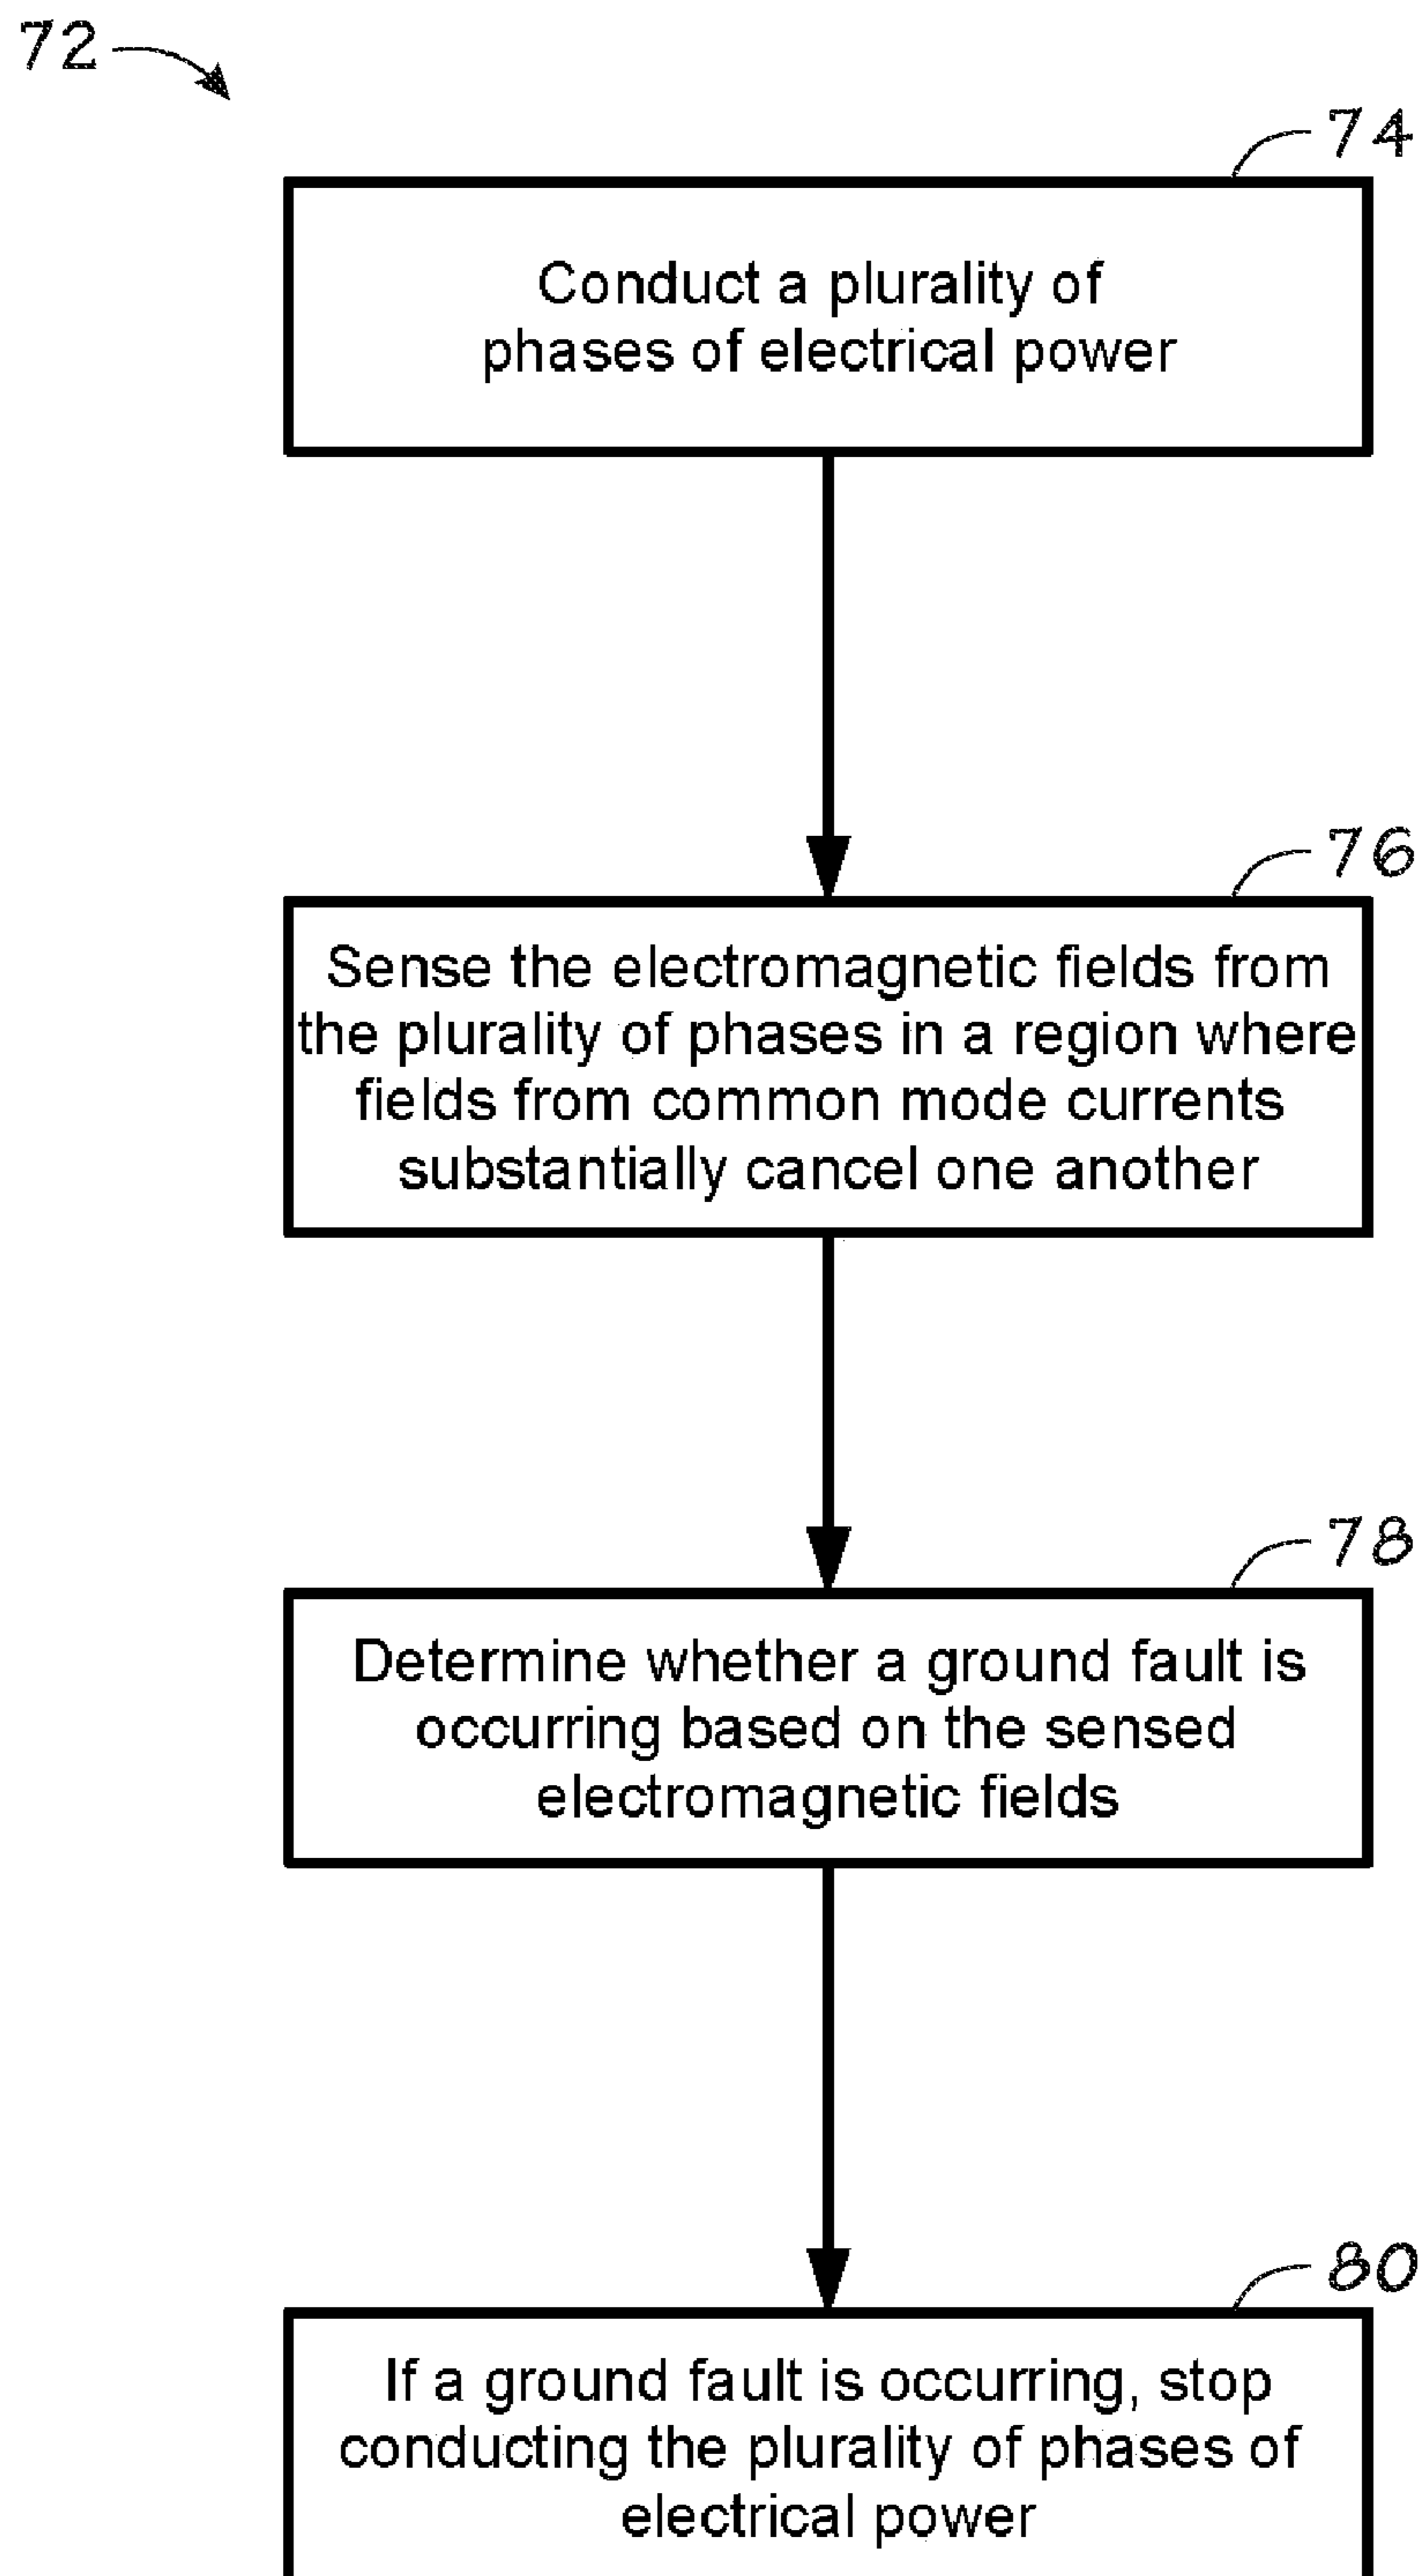 72
74
Conduct a plurality of
phases of electrical power
76
Sense the electromagnetic fields from
the plurality of phases in a region where
fields from common mode currents
substantially cancel one another
78
Determine whether a ground fault is
occurring based on the sensed
electromagnetic fields
80
If a ground fault is occurring, stop
conducting the plurality of phases of
electrical power